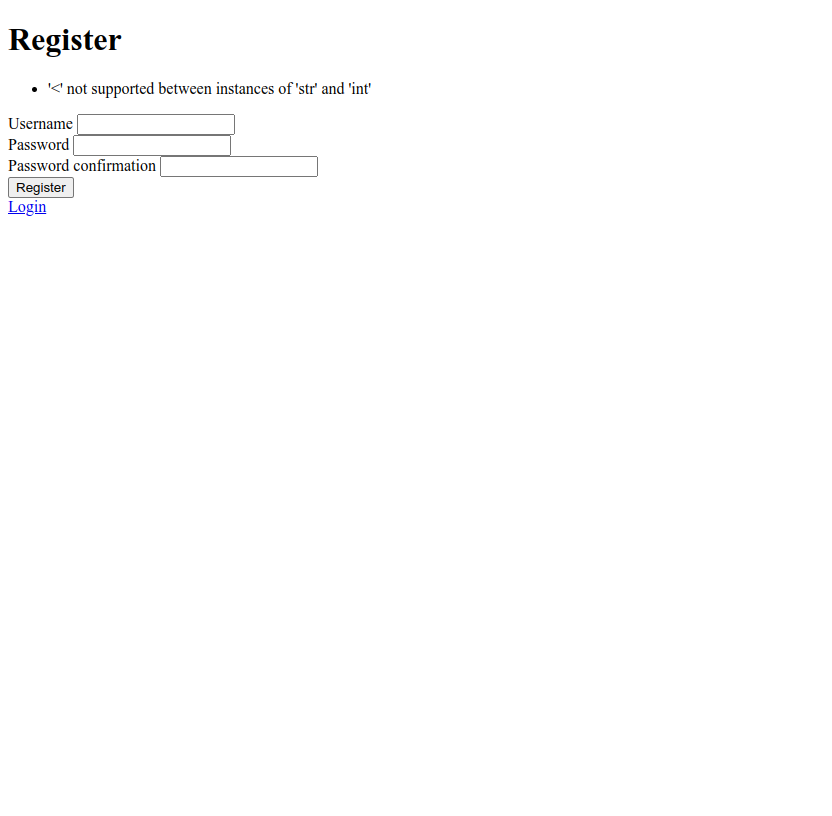 Register
'<' not supported between instances of 'str' and 'int'
Username
Password
Password confirmation
Register
Login